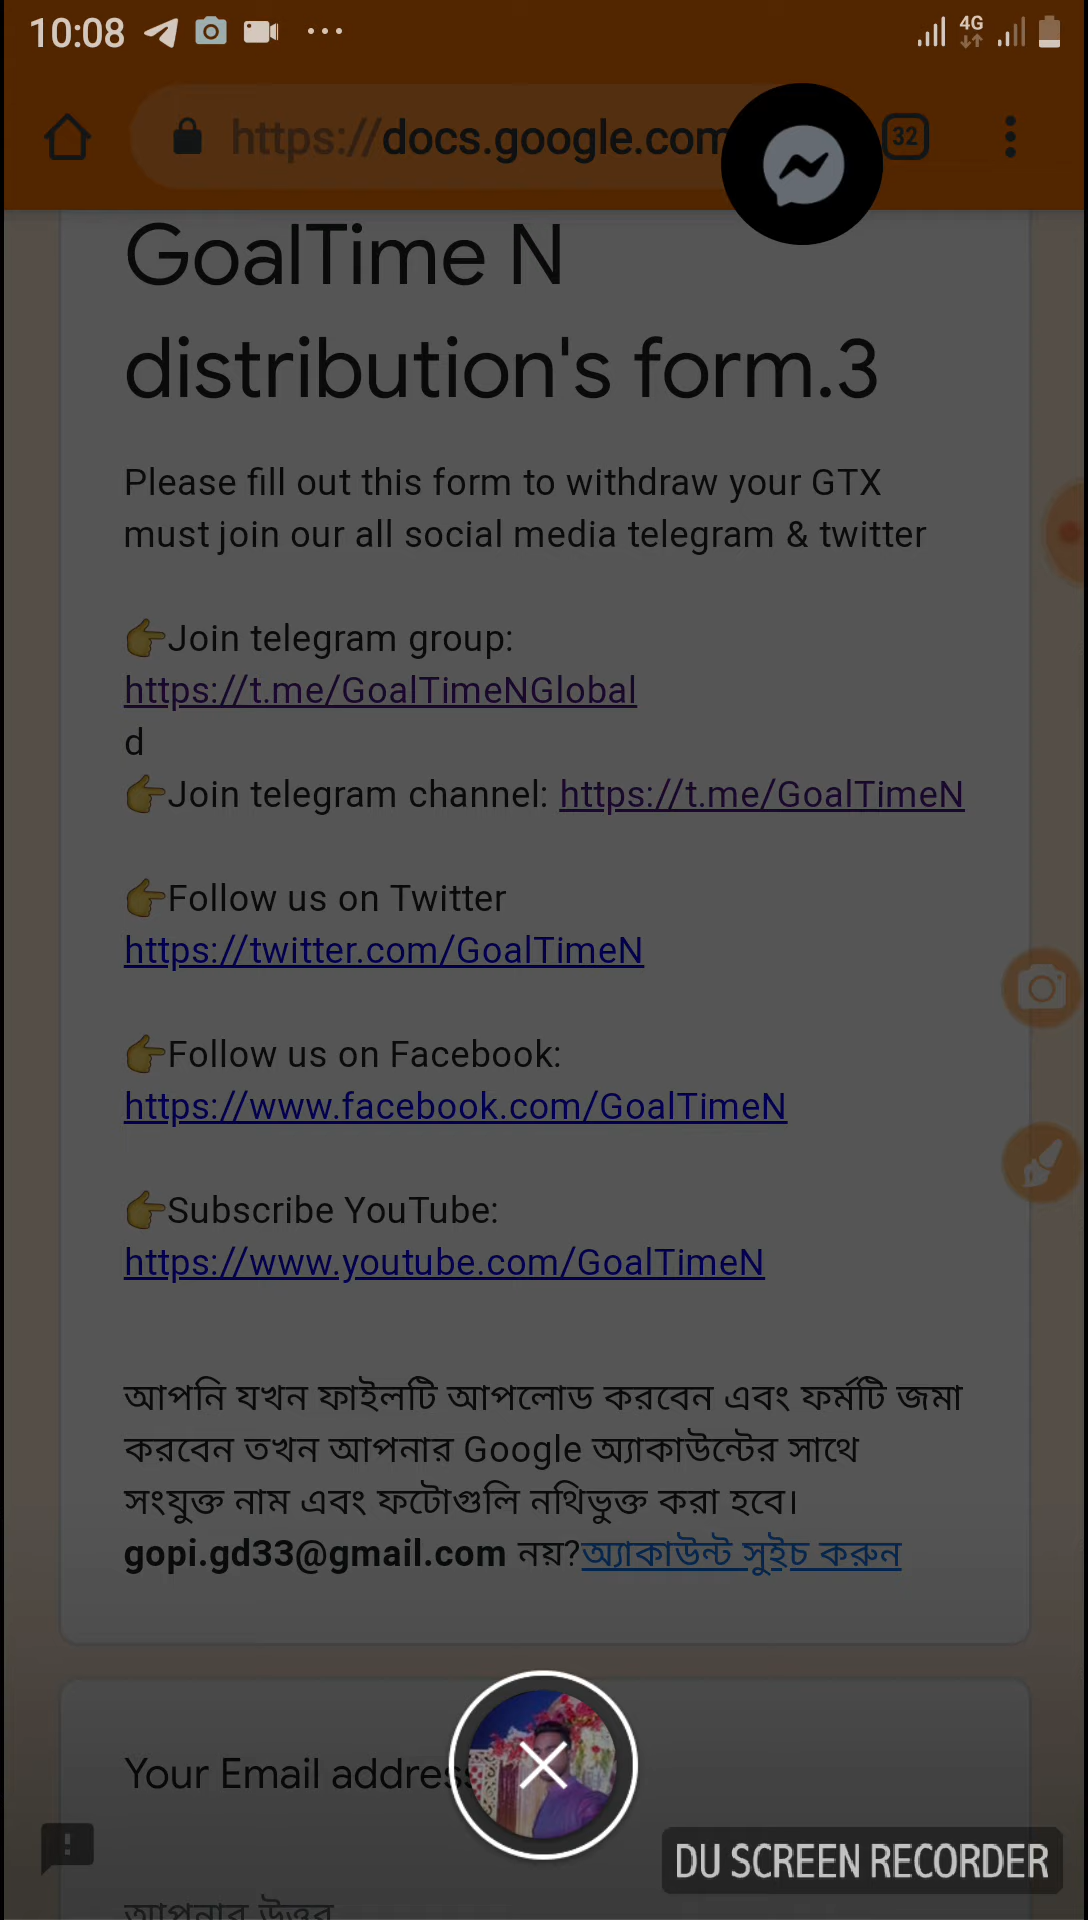 10:08
4G
https://docs.google.com
32
GoalTime N
distribution's form.3
Please fill out this form to withdraw your GTX
must join our all social media telegram & twitter
👉Join telegram group:
https://t.me/GoalTimeNGlobal
d
👉Join telegram channel: https://t.me/GoalTimeN
👉Follow us on Twitter
https://twitter.com/GoalTimeN
👉Follow us on Facebook:
https://www.facebook.com/GoalTimeN
👉Subscribe YouTube:
https://www.youtube.com/GoalTimeN
আপনি যখন ফাইলটি আপলোড করবেন এবং ফর্মটি জমা
করবেন তখন আপনার Google অ্যাকাউন্টের সাথে
সংযুক্ত নাম এবং ফটোগুলি নথিভুক্ত করা হবে।
gopi.gd33@gmail.com নয়?অ্যাকাউন্ট সুইচ করুন
Your Email address
DU SCREEN RECORDER
আপনার উত্তর